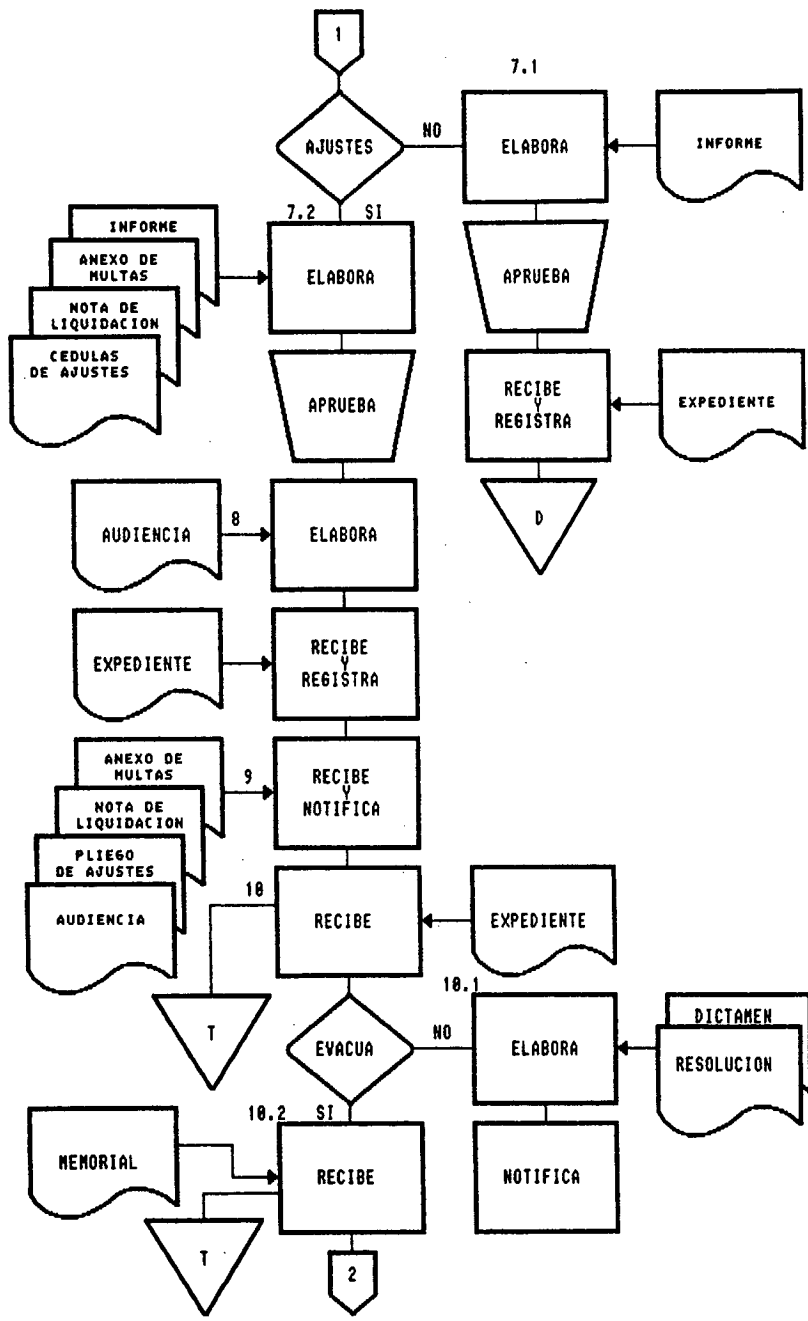 1
7.1
AJUSTES
NO
ELABORA
INFORME
7.2
SI
INFORME
ANEXO DE
MULTAS
NOTA DE
LIQUIDACION
CEDULAS
DE AJUSTES
ELABORA
APRUEBA
APRUEBA
RECIBE
Y
REGISTRA
EXPEDIENTE
D
AUDIENCIA
8
ELABORA
EXPEDIENTE
RECIBE
Y
REGISTRA
ANEXO DE
MULTAS
NOTA DE
LIQUIDACION
PLIEGO
DE AJUSTES
AUDIENCIA
9
RECIBE
Y
NOTIFICA
10
RECIBE
EXPEDIENTE
T
EVACUA
NO
10.1
ELABORA
DICTAMEN
RESOLUCION
NOTIFICA
10.2
SI
MEMORIAL
RECIBE
T
2